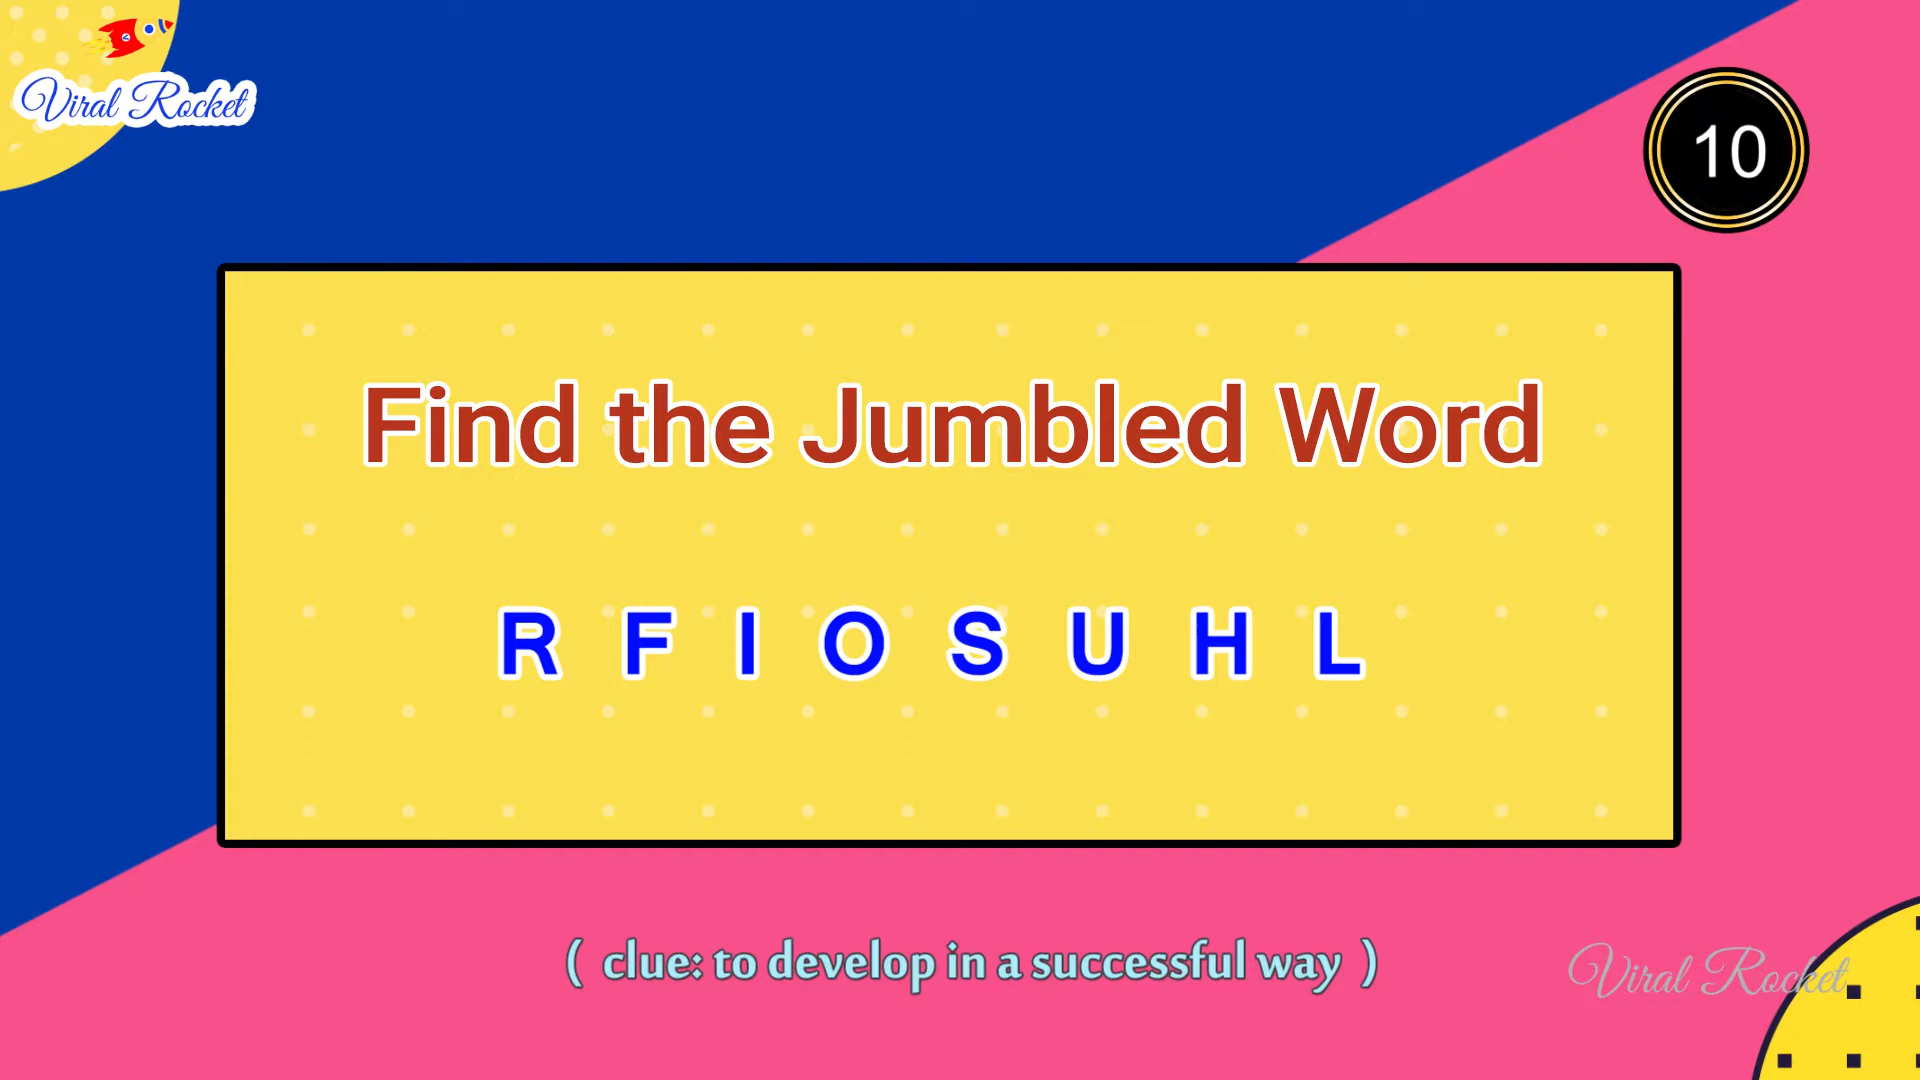 Viral Rocket
10
Find the Jumbled Word
R F I O S U H L
( clue: to develop in a successful way )
Viral Rocket